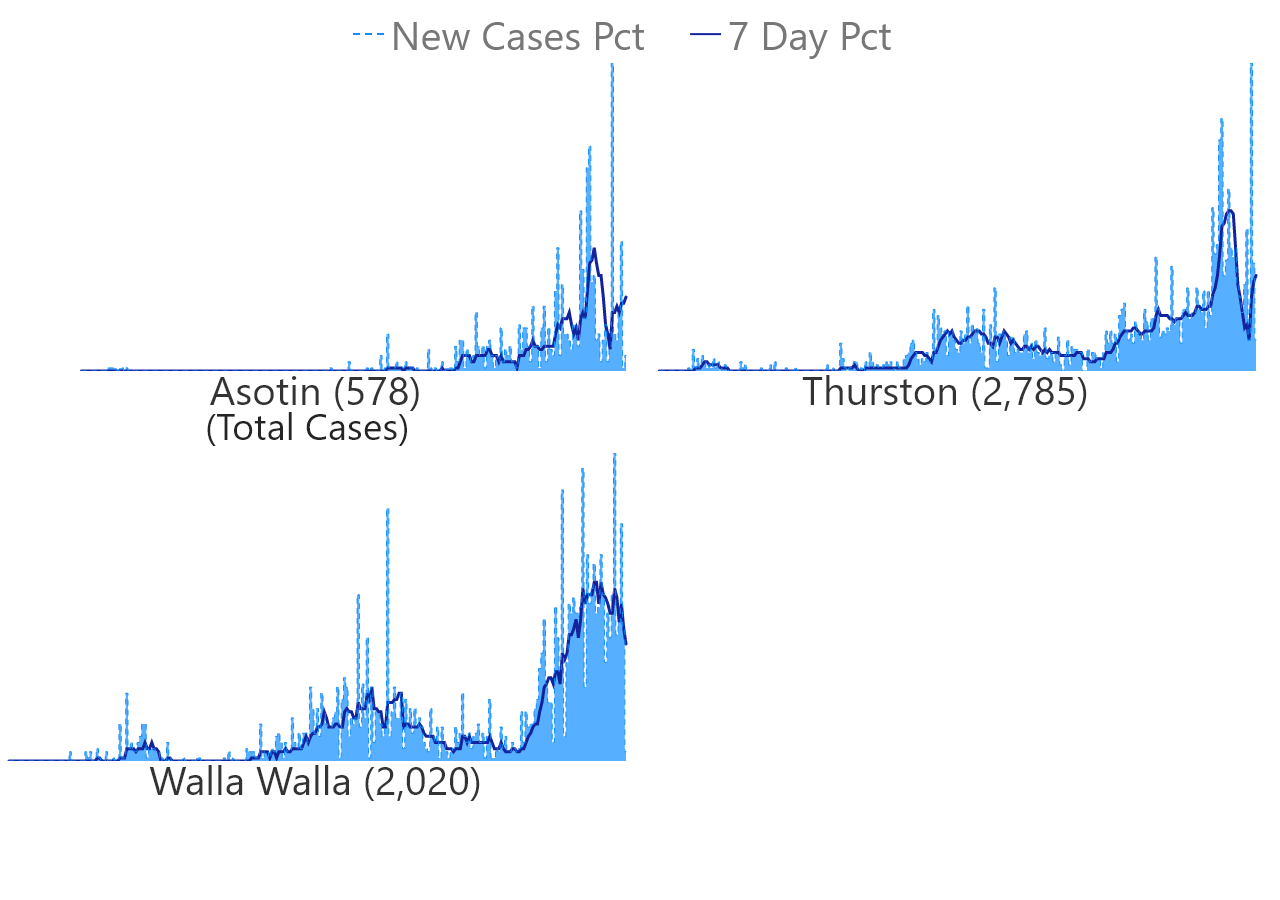 New Cases Pct 7 Day Pct
Asotin (578)
(Total Cases)
Thurston (2,785)
Walla Walla (2,020)